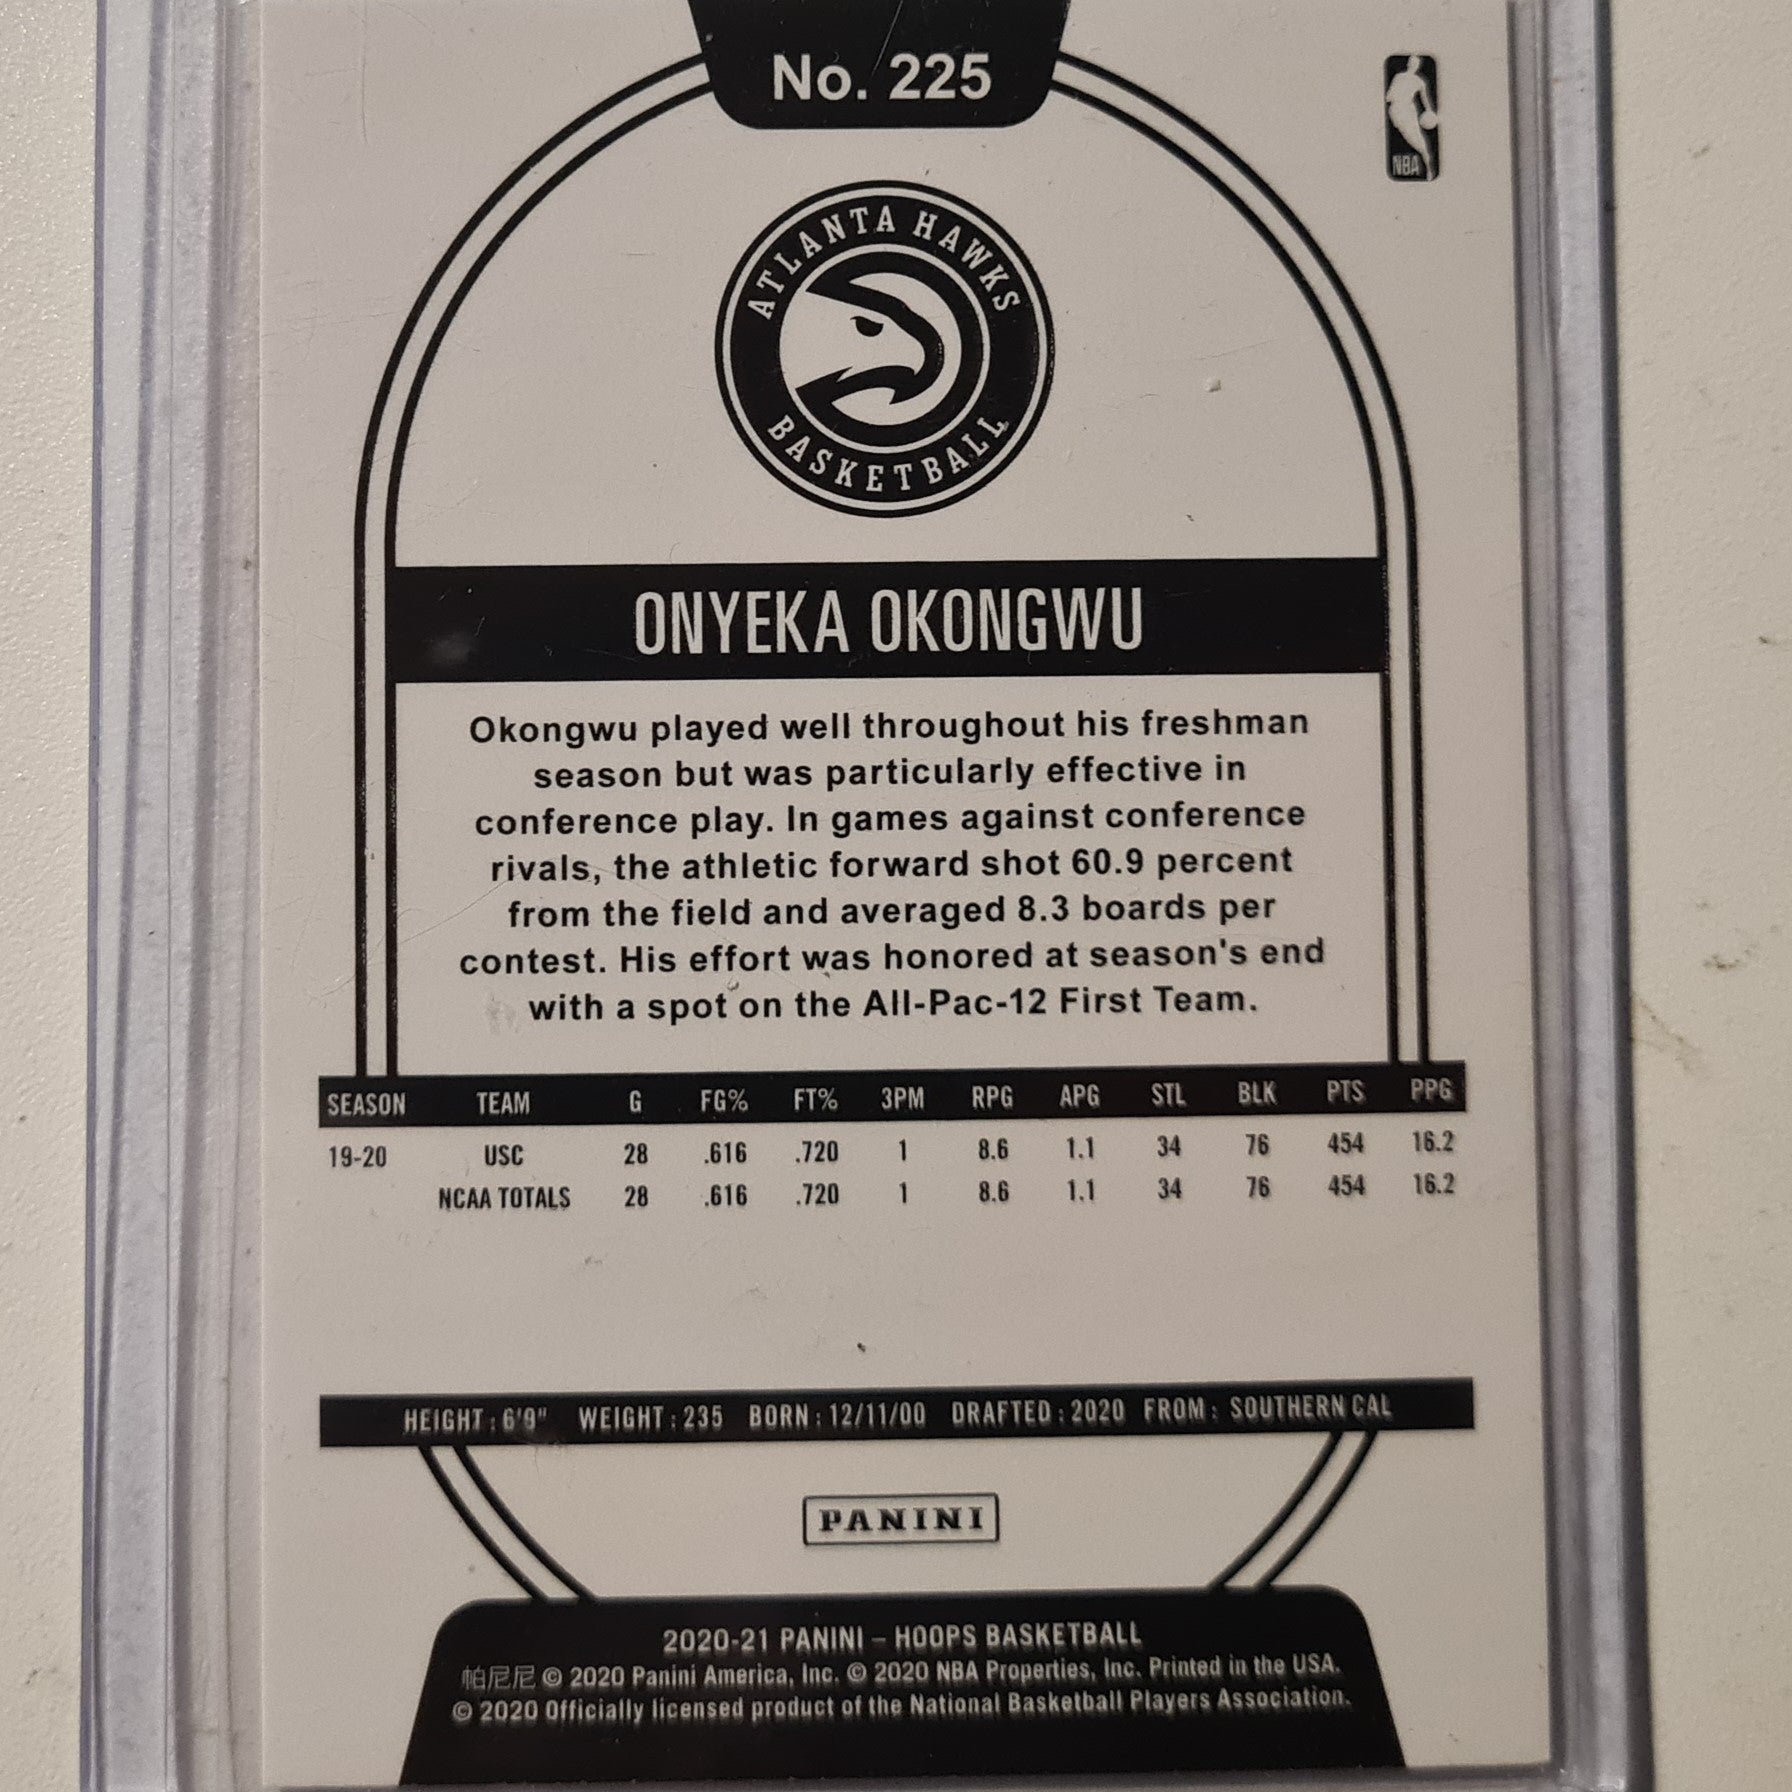 No. 225
NBA
ATLANTA HAWKS
BASKETBALL
ONYEKA OKONGWU
Okongwu played well throughout his freshman
season but was particularly effective in
conference play. In games against conference
rivals, the athletic forward shot 60.9 percent
from the field and averaged 8.3 boards per
contest. His effort was honored at season's end
with a spot on the All-Pac-12 First Team.
SEASON TEAM G FG% FT% 3PM RPG APG STL BLK PTS PPG
19-20 USC 28 .616 .720 1 8.6 1.1 34 76 454 16.2
NCAA TOTALS 28 .616 .720 1 8.6 1.1 34 76 454 16.2
HEIGHT : 6'9" WEIGHT : 235 BORN : 12/11/00 DRAFTED : 2020 FROM : SOUTHERN CAL
PANINI
2020-21 PANINI – HOOPS BASKETBALL
帕尼尼 © 2020 Panini America, Inc. © 2020 NBA Properties, Inc. Printed in the USA.
© 2020 Officially licensed product of the National Basketball Players Association.